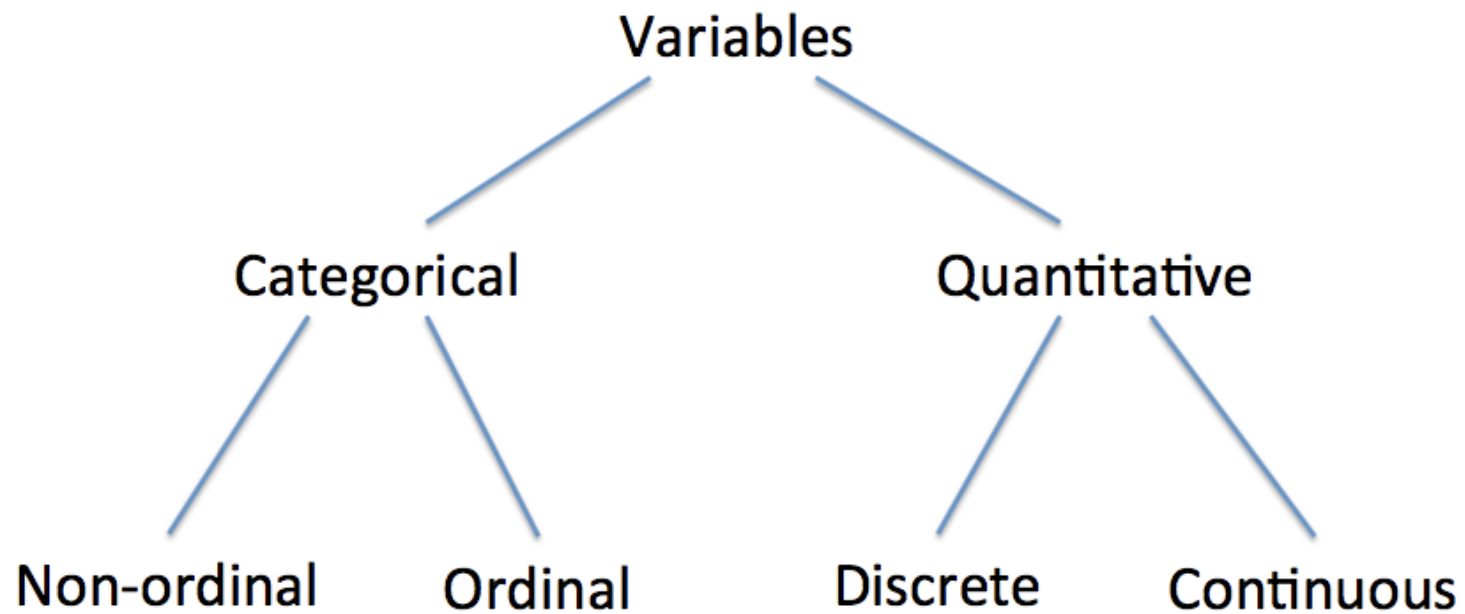 Variables
Categorical
Quantitative
Non-ordinal
Ordinal
Discrete
Continuous